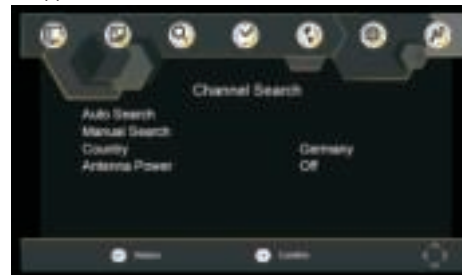 Channel Search
Auto Search
Manual Search
Country Germany
Antenna Power Off